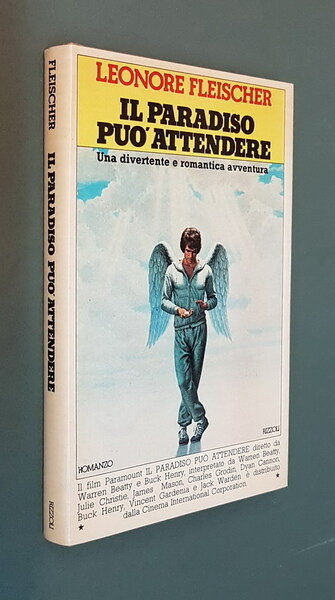 FLEISCHER
IL PARADISO PUO' ATTENDERE
RIZZOLI
LEONORE FLEISCHER
IL PARADISO
PUO' ATTENDERE
Una divertente e romantica avventura
ROMANZO
RIZZOLI
Il film Paramount IL PARADISO PUÒ ATTENDERE diretto da
Warren Beatty e Buck Henry, interpretato da Warren Beatty,
Julie Christie, James Mason, Charles Grodin, Dyan Cannon,
Buck Henry, Vincent Gardenia e Jack Warden è distribuito
dalla Cinema International Corporation.